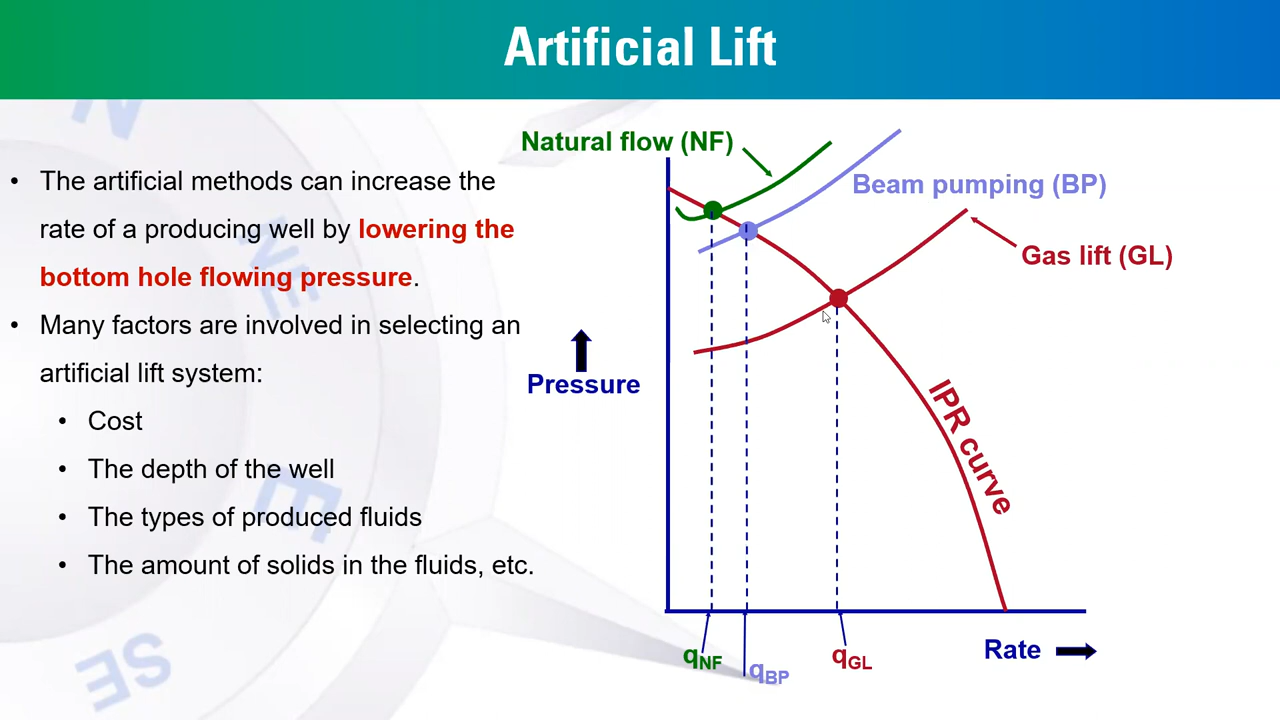 Artificial Lift
• The artificial methods can increase the
rate of a producing well by lowering the
bottom hole flowing pressure.
• Many factors are involved in selecting an
artificial lift system:
• Cost
• The depth of the well
• The types of produced fluids
• The amount of solids in the fluids, etc.
Natural flow (NF)
Beam pumping (BP)
Gas lift (GL)
Pressure
IPR curve
Rate
qNF
qBP
qGL
N
NE
E
SE